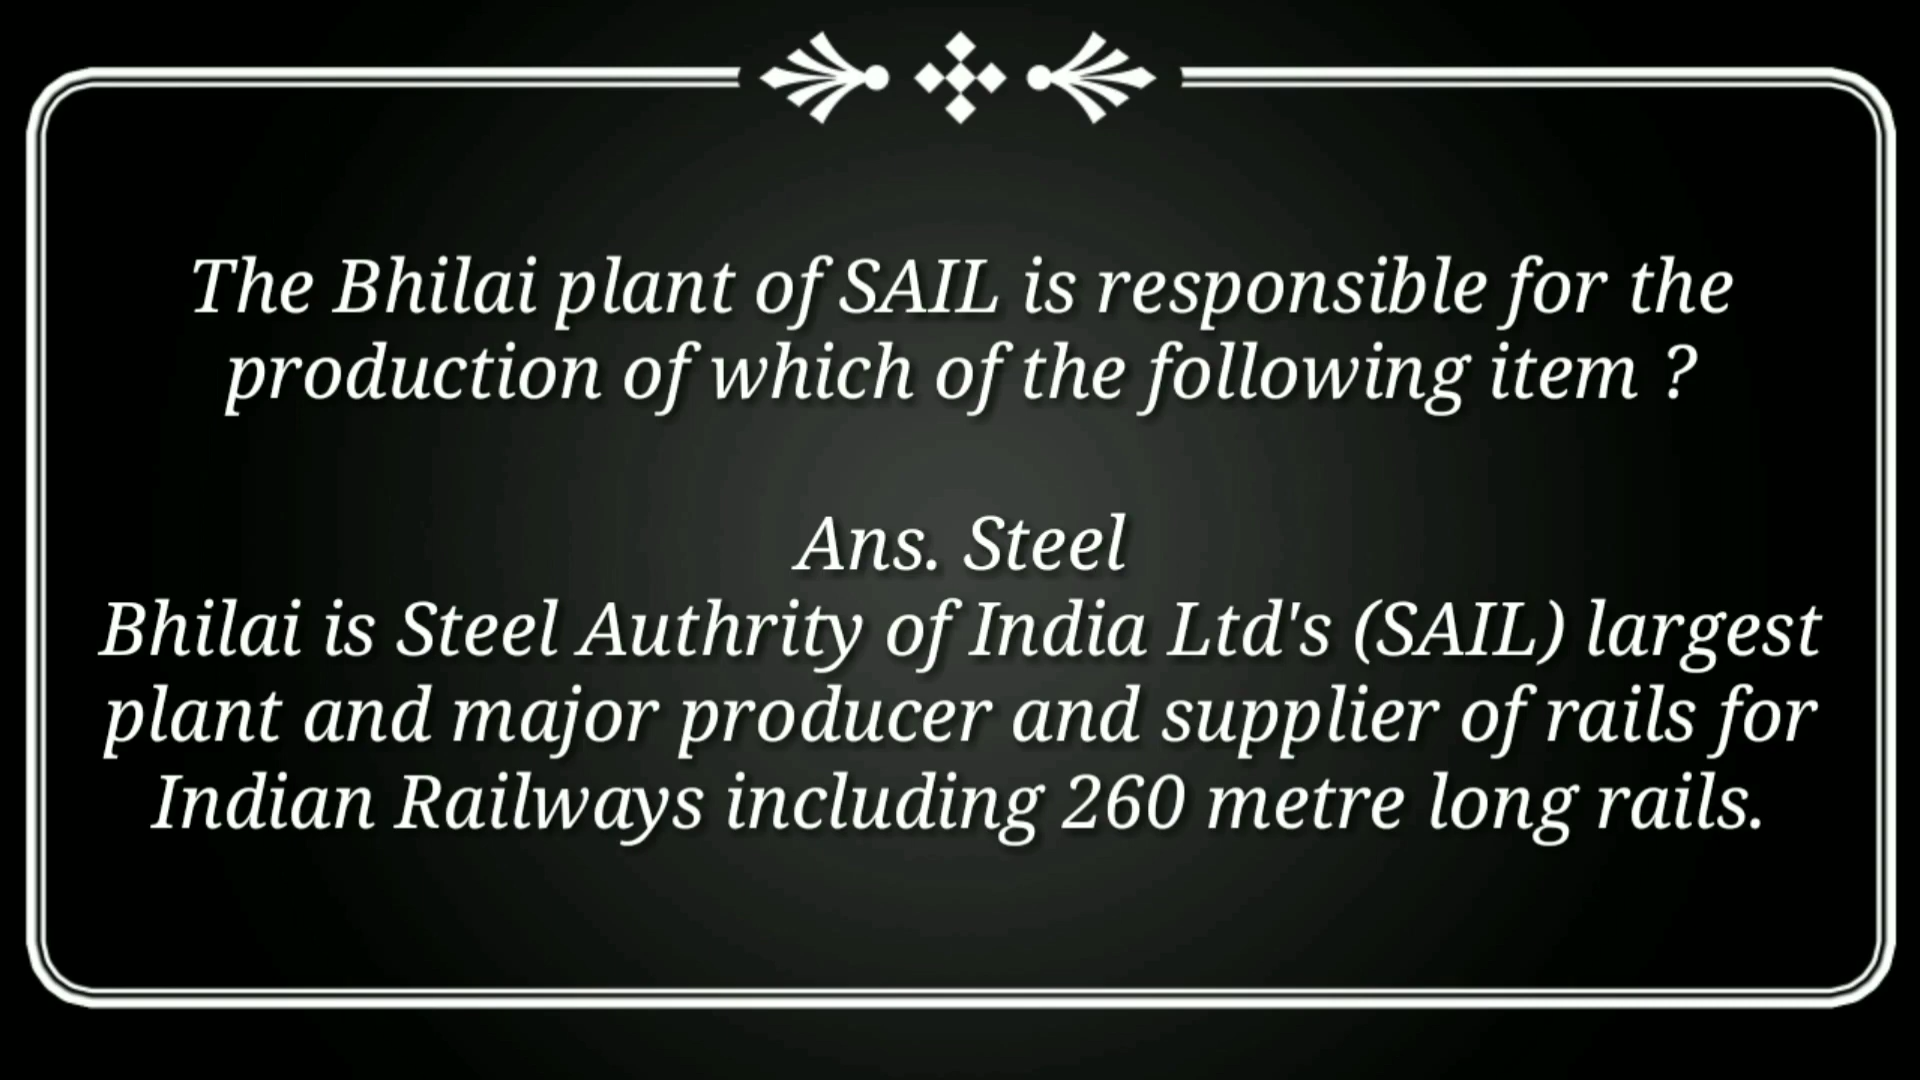 The Bhilai plant of SAIL is responsible for the
production of which of the following item ?
Ans. Steel
Bhilai is Steel Authrity of India Ltd's (SAIL) largest
plant and major producer and supplier of rails for
Indian Railways including 260 metre long rails.